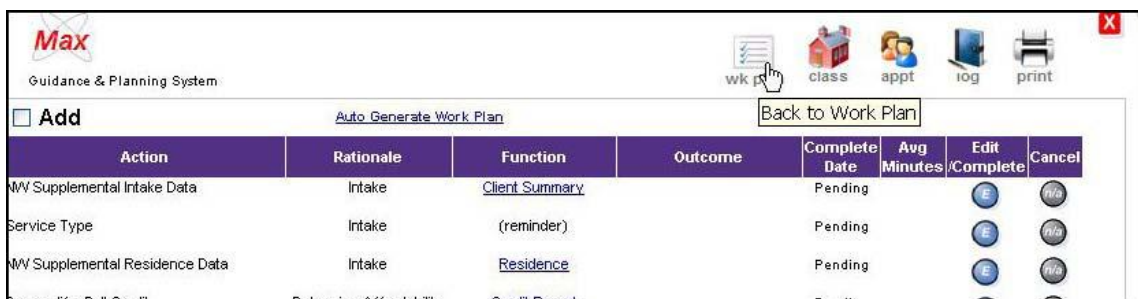 Max
X
Guidance & Planning System
wk p class appt log print
Back to Work Plan
Add Auto Generate Work Plan
Action Rationale Function Outcome Complete Date Avg Minutes Edit /Complete Cancel
NW Supplemental Intake Data Intake Client Summary Pending E n/a
Service Type Intake (reminder) Pending E n/a
NW Supplemental Residence Data Intake Residence Pending E n/a